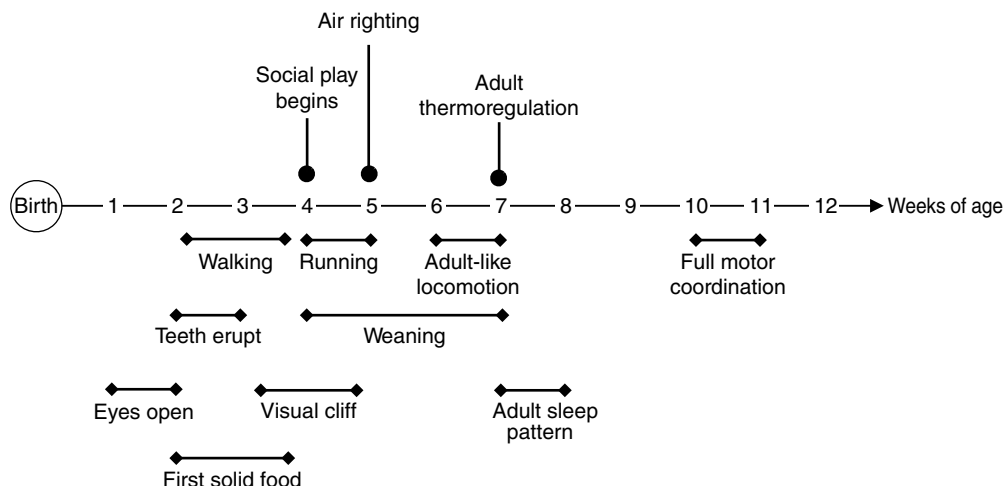 Air righting
Social play
begins
Adult
thermoregulation
Birth 1 2 3 4 5 6 7 8 9 10 11 12 Weeks of age
Walking
Running
Adult-like
locomotion
Full motor
coordination
Teeth erupt
Weaning
Eyes open
Visual cliff
Adult sleep
pattern
First solid food